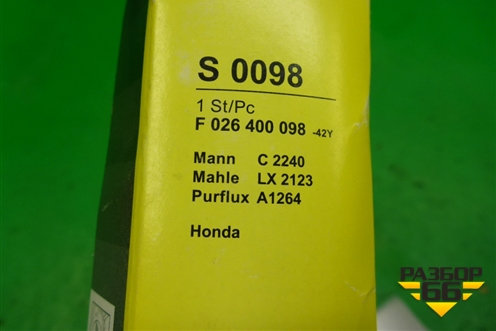 S 0098
1 St/Pc
F 026 400 098 -42Y
Mann C 2240
Mahle LX 2123
Purflux A1264
Honda
РАЗБОР
66